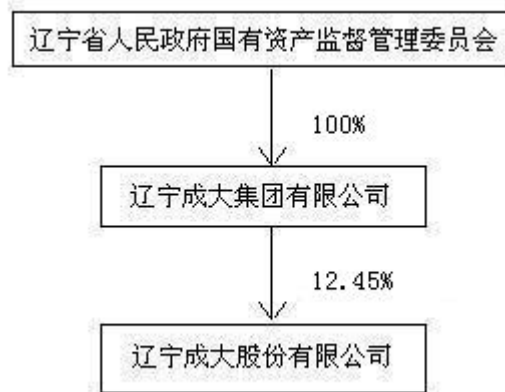 辽宁省人民政府国有资产监督管理委员会
100%
辽宁成大集团有限公司
12.45%
辽宁成大股份有限公司